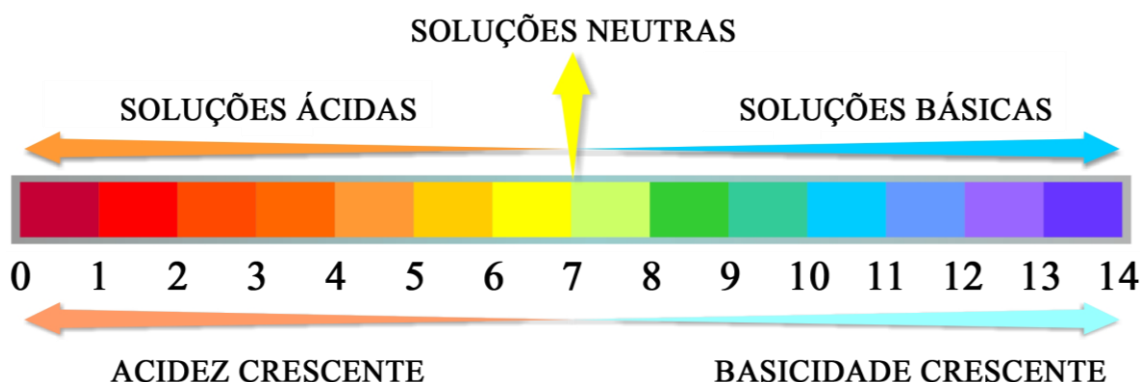 SOLUÇÕES NEUTRAS
SOLUÇÕES ÁCIDAS
SOLUÇÕES BÁSICAS
0 1 2 3 4 5 6 7 8 9 10 11 12 13 14
ACIDEZ CRESCENTE
BASICIDADE CRESCENTE